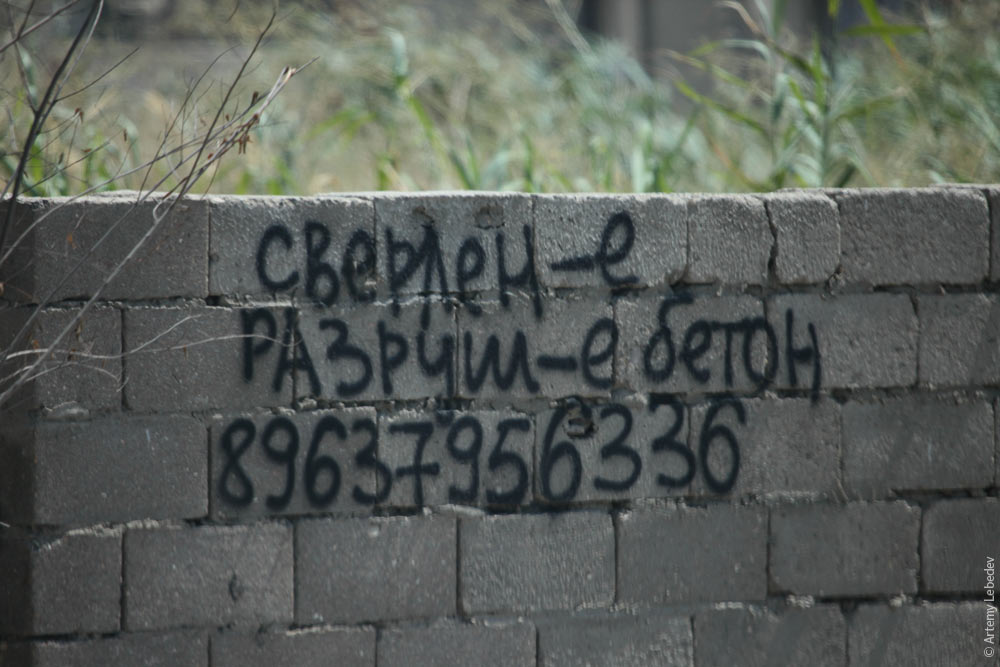 сверлен-е
РАЗруш-е бетон
89637956336
© Artemy Lebedev